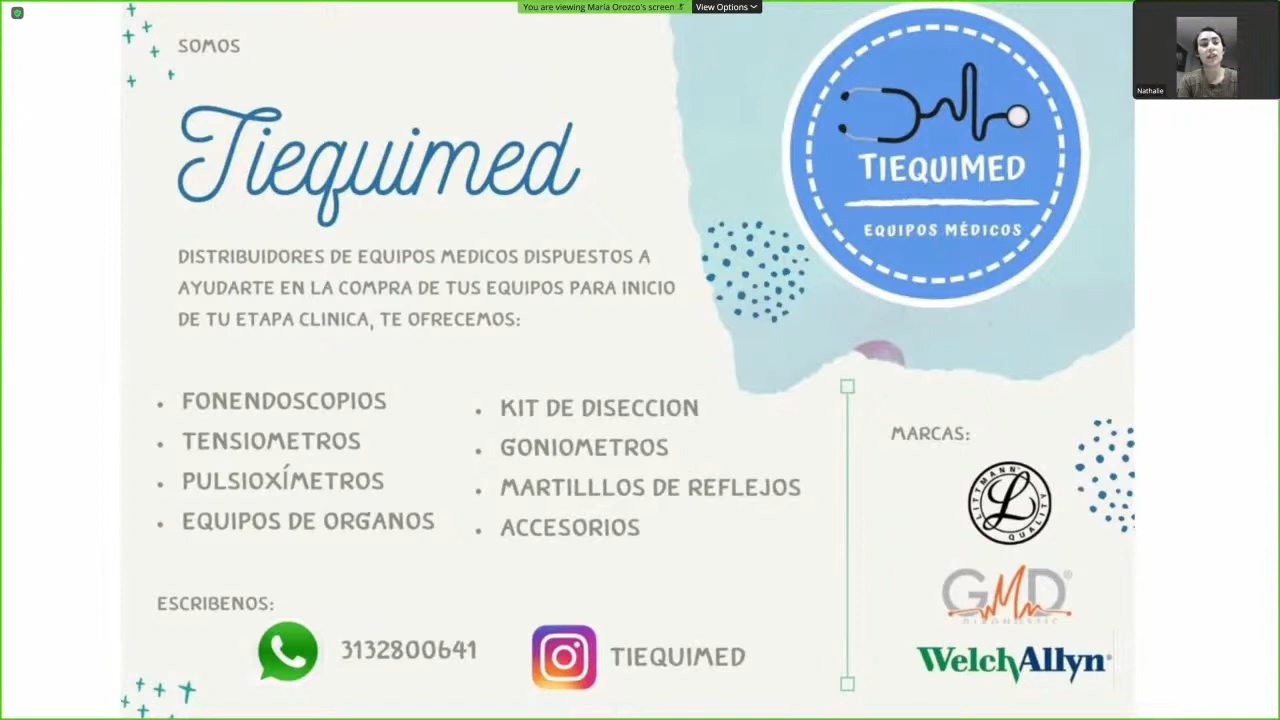 You are viewing María Orozco's screen
View Options
Nathalie
SOMOS
Tiequimed
TIEQUIMED
EQUIPOS MÉDICOS
DISTRIBUIDORES DE EQUIPOS MEDICOS DISPUESTOS A
AYUDARTE EN LA COMPRA DE TUS EQUIPOS PARA INICIO
DE TU ETAPA CLINICA, TE OFRECEMOS:
• FONENDOSCOPIOS
• TENSIOMETROS
• PULSIOXÍMETROS
• EQUIPOS DE ORGANOS
• KIT DE DISECCION
• GONIOMETROS
• MARTILLLOS DE REFLEJOS
• ACCESORIOS
MARCAS:
LITTMANN
L
QUALITY
GMD®
DIAGNOSTIC
WelchAllyn®
ESCRIBENOS:
3132800641
TIEQUIMED